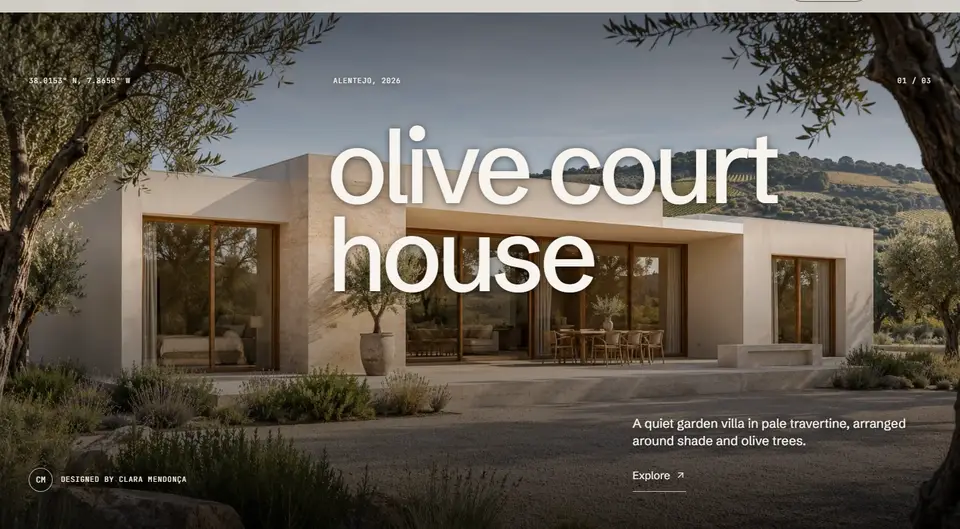 38.0153° N, 7.8650° W
ALENTEJO, 2026
01 / 03
olive court
house
A quiet garden villa in pale travertine, arranged
around shade and olive trees.
Explore ↗
CM
DESIGNED BY CLARA MENDONÇA